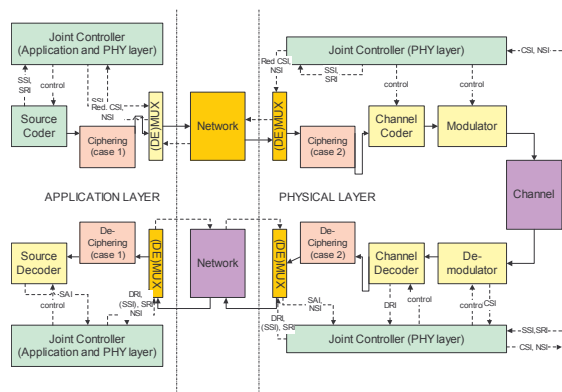 Joint Controller
(Application and PHY layer)
Joint Controller (PHY layer)
CSI, NSI
SSI,
SRI
control
SSI,
Red. CSI,
NSI
Red CSI,
NSI
SSI,
SRI
control
control
Source
Coder
Ciphering
(case 1)
(DE)MUX
Network
(DE)MUX
Ciphering
(case 2)
Channel
Coder
Modulator
Channel
APPLICATION LAYER
PHYSICAL LAYER
Source
Decoder
De-
Ciphering
(case 1)
(DE)MUX
Network
(DE)MUX
De-
Ciphering
(case 2)
Channel
Decoder
De-
modulator
SAI
control
DRI,
(SSI), SRI
NSI
DRI,
(SSI), SRI
SAI,
NSI
DRI
control
control
CSI
SSI,SRI
CSI, NSI
Joint Controller
(Application and PHY layer)
Joint Controller (PHY layer)